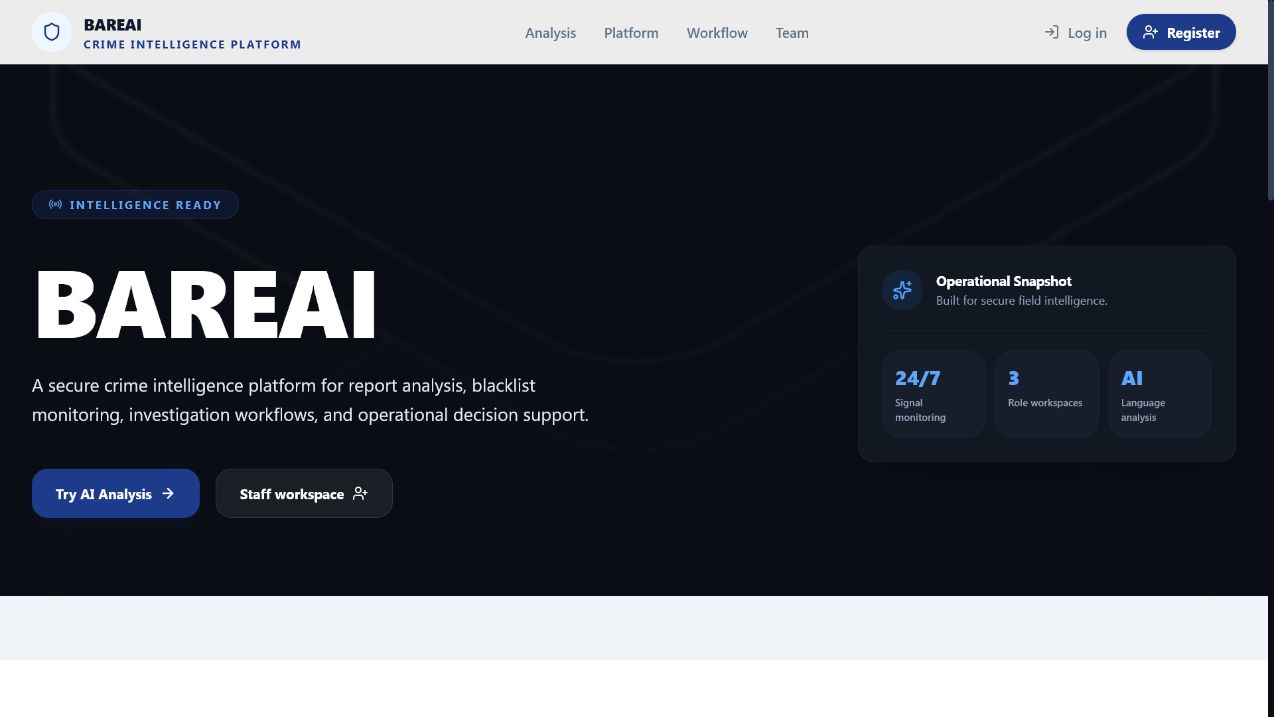 BAREAI
CRIME INTELLIGENCE PLATFORM
Analysis
Platform
Workflow
Team
Log in
Register
INTELLIGENCE READY
BAREAI
A secure crime intelligence platform for report analysis, blacklist
monitoring, investigation workflows, and operational decision support.
Try AI Analysis
Staff workspace
Operational Snapshot
Built for secure field intelligence.
24/7
Signal
monitoring
3
Role workspaces
AI
Language
analysis